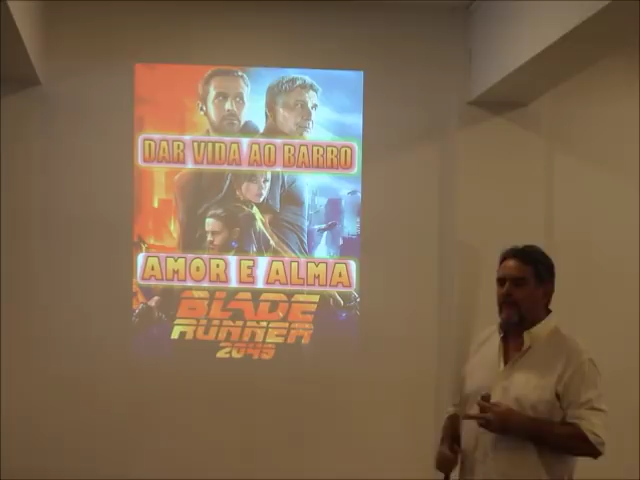 DAR VIDA AO BARRO
AMOR E ALMA
BLADE
RUNNER
2049